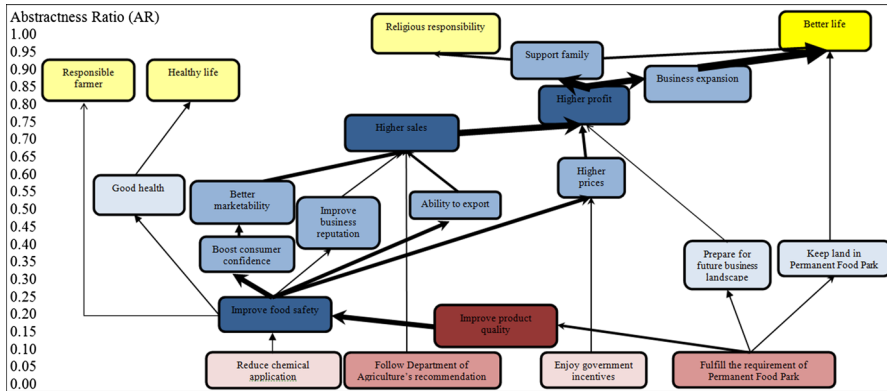 Abstractness Ratio (AR)
1.00
0.95
0.90
0.85
0.80
0.75
0.70
0.65
0.60
0.55
0.50
0.45
0.40
0.35
0.30
0.25
0.20
0.15
0.10
0.05
0.00
Religious responsibility
Better life
Support family
Responsible
farmer
Healthy life
Business expansion
Higher profit
Higher sales
Good health
Better
marketability
Improve
business
reputation
Ability to export
Higher
prices
Boost consumer
confidence
Prepare for
future business
landscape
Keep land in
Permanent Food Park
Improve food safety
Improve product
quality
Reduce chemical
application
Follow Department of
Agriculture's recommendation
Enjoy government
incentives
Fulfill the requirement of
Permanent Food Park